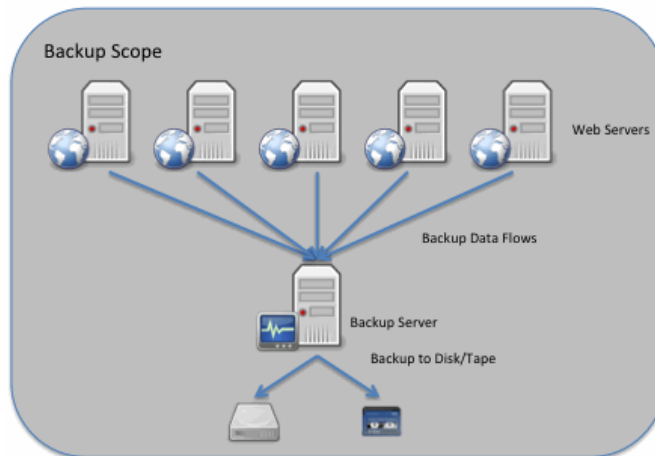 Backup Scope
Web Servers
Backup Data Flows
Backup Server
Backup to Disk/Tape